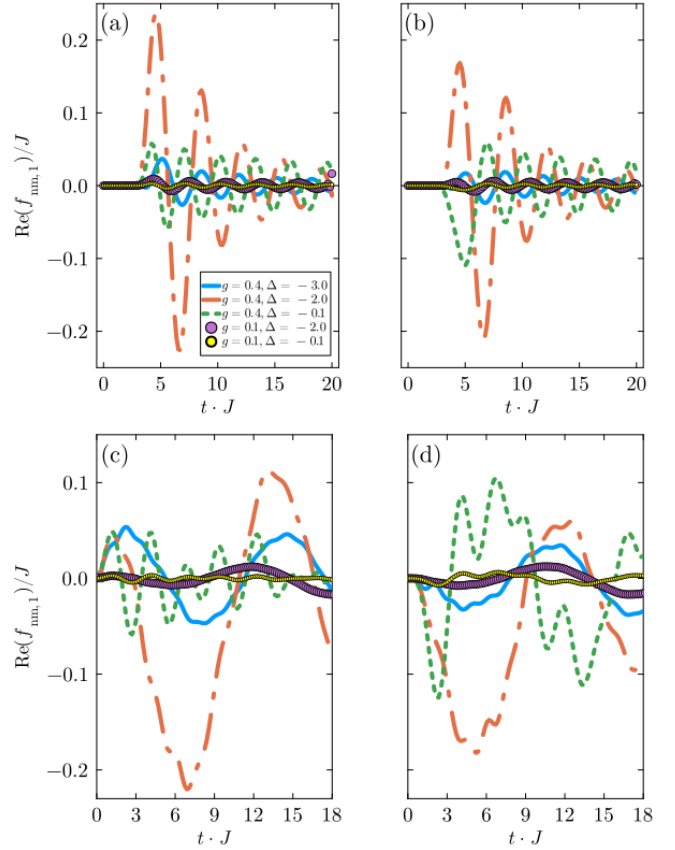 (a)
(b)
Re(f_{nn,1})/J
0.2
0.1
0.0
−0.1
−0.2
g = 0.4, Δ = − 3.0
g = 0.4, Δ = − 2.0
g = 0.4, Δ = − 0.1
g = 0.1, Δ = − 2.0
g = 0.1, Δ = − 0.1
0 5 10 15 20
0 5 10 15 20
t · J
t · J
(c)
(d)
Re(f_{nn,1})/J
0.1
0.0
−0.1
−0.2
0 3 6 9 12 15 18
0 3 6 9 12 15 18
t · J
t · J